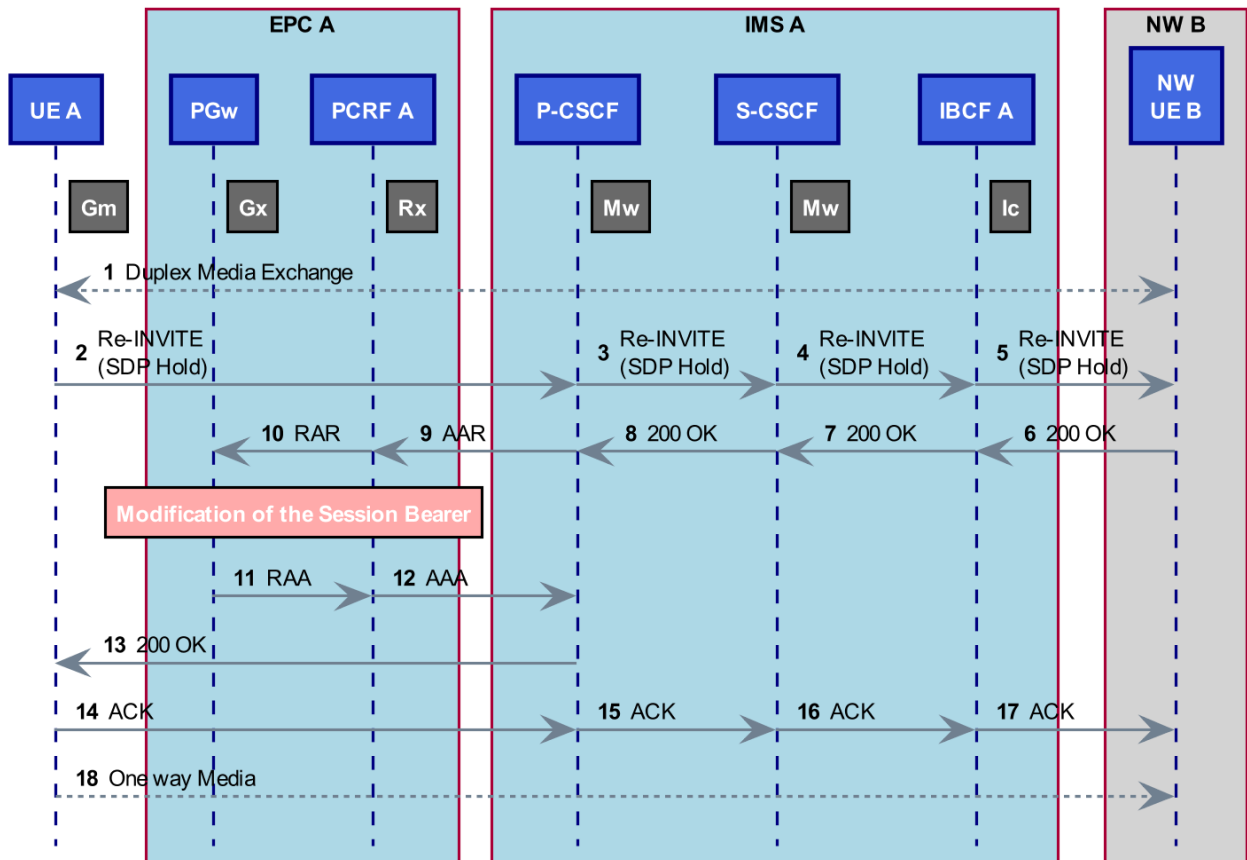 EPC A
IMS A
NW B
UE A
PGw
PCRF A
P-CSCF
S-CSCF
IBCF A
NW
UE B
Gm
Gx
Rx
Mw
Mw
Ic
1 Duplex Media Exchange
2 Re-INVITE
(SDP Hold)
3 Re-INVITE
(SDP Hold)
4 Re-INVITE
(SDP Hold)
5 Re-INVITE
(SDP Hold)
10 RAR
9 AAR
8 200 OK
7 200 OK
6 200 OK
Modification of the Session Bearer
11 RAA
12 AAA
13 200 OK
14 ACK
15 ACK
16 ACK
17 ACK
18 One way Media